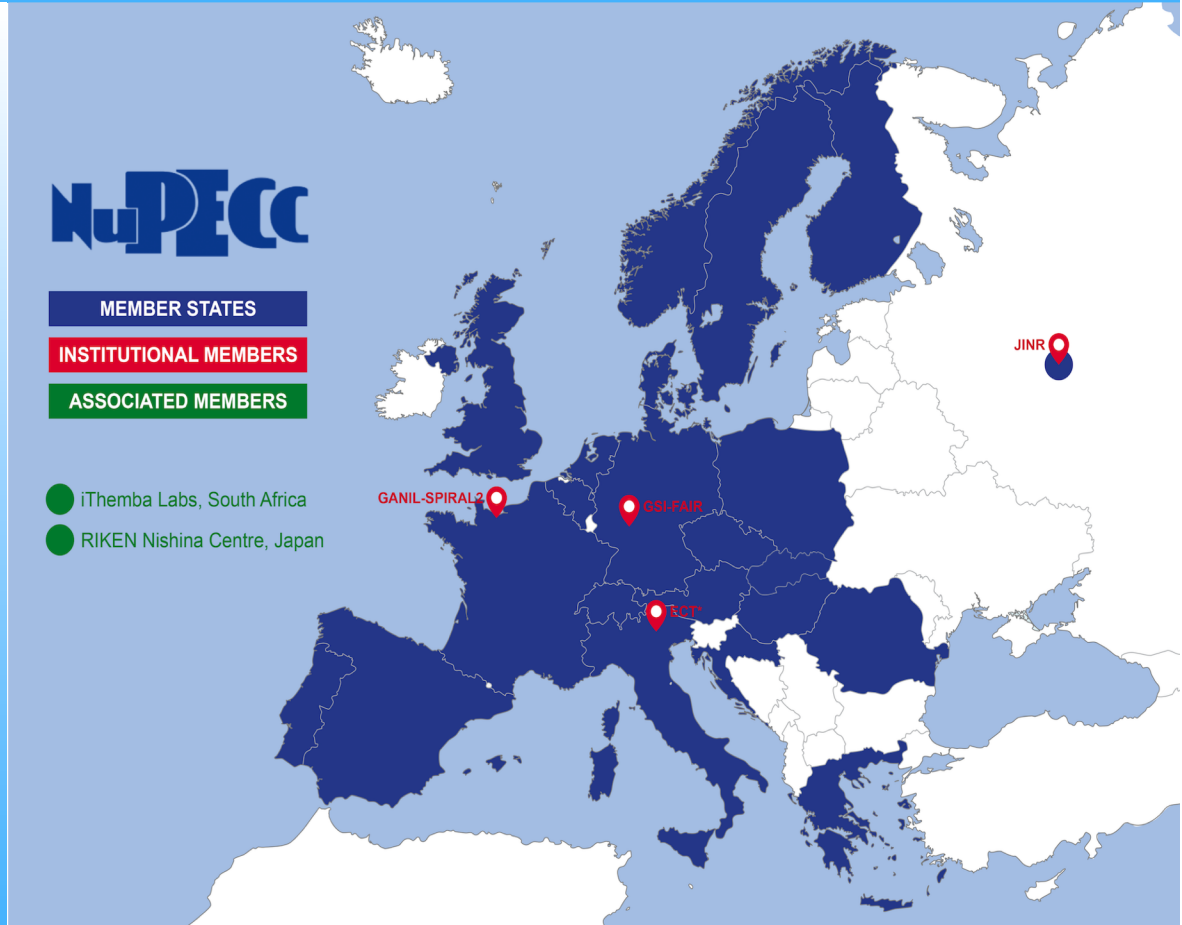 NuPECC
MEMBER STATES
INSTITUTIONAL MEMBERS
ASSOCIATED MEMBERS
iThemba Labs, South Africa
RIKEN Nishina Centre, Japan
JINR
GANIL-SPIRAL2
GSI-FAIR
ECT*